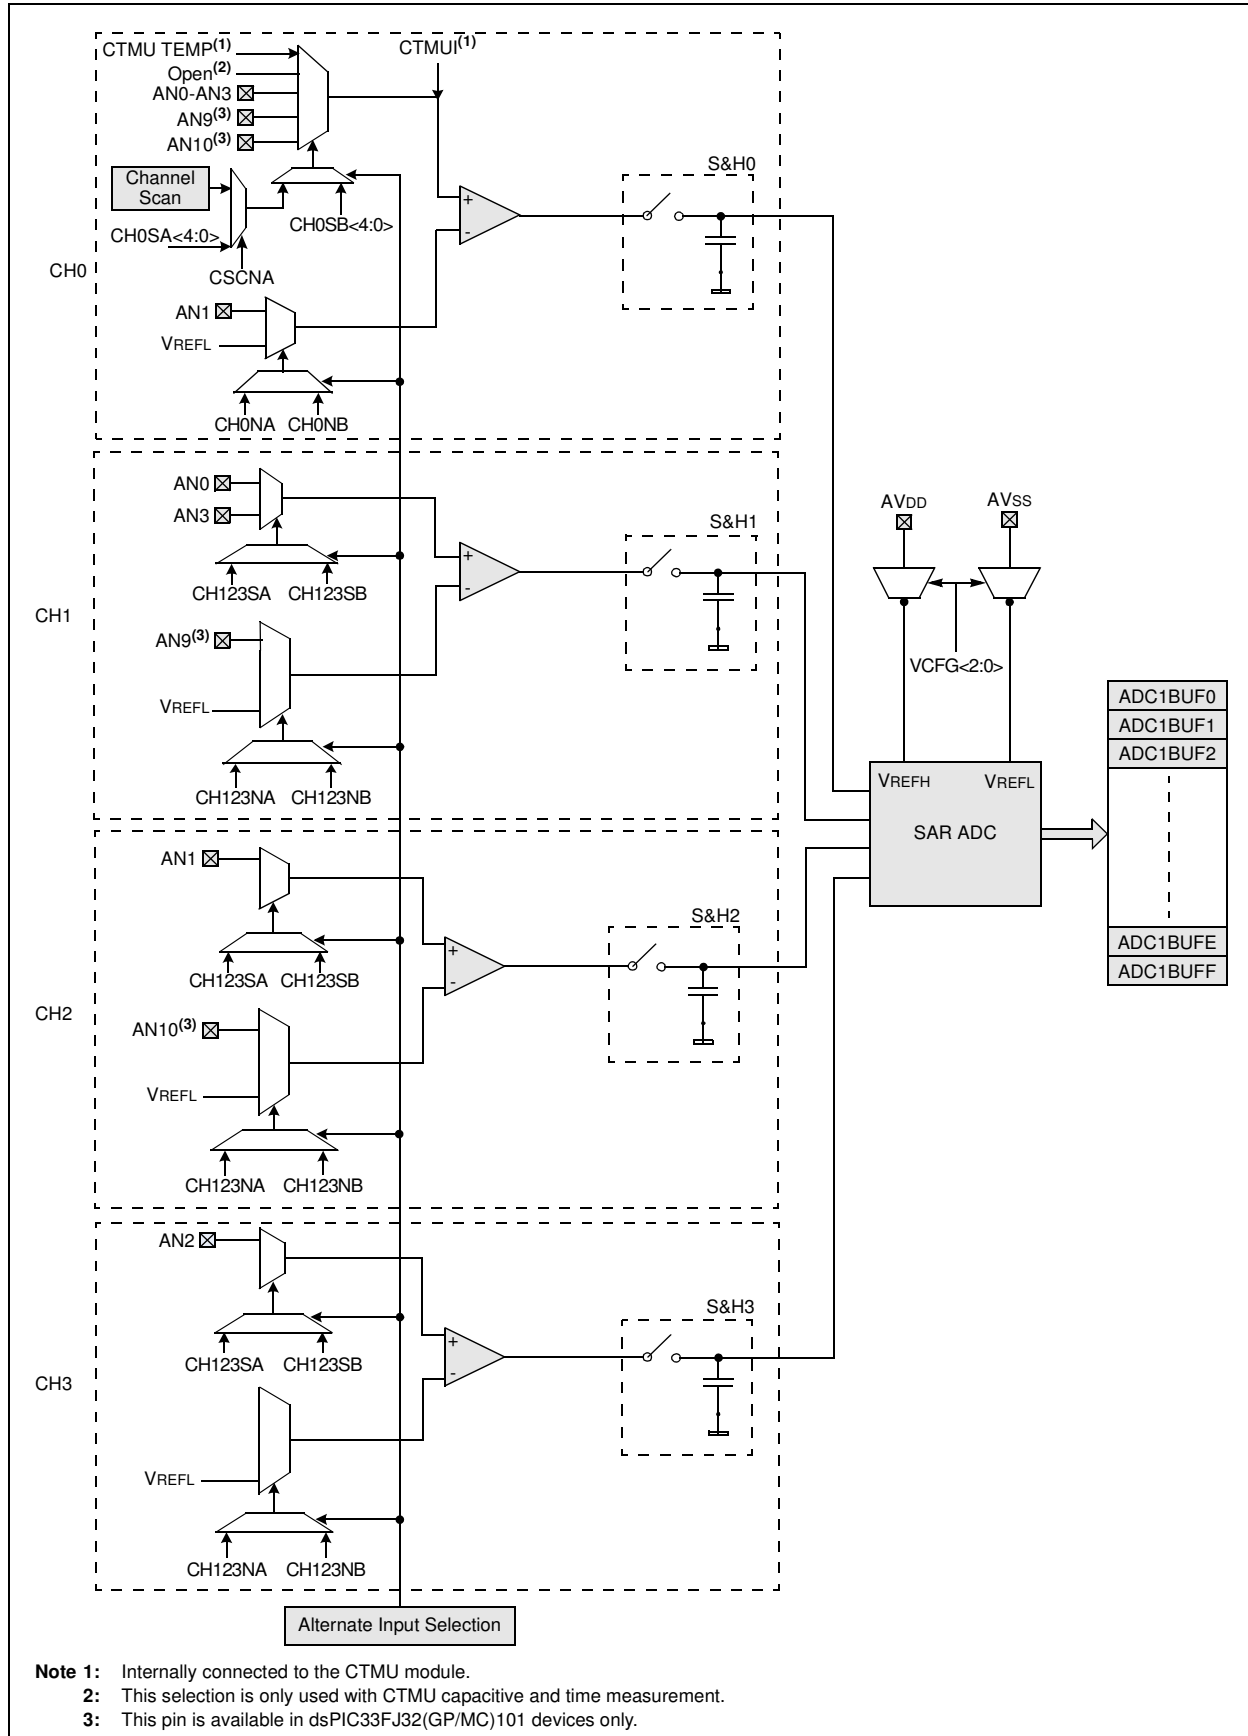 CTMU TEMP(1)
Open(2)
AN0-AN3
AN9(3)
AN10(3)
CTMUI(1)
Channel
Scan
CH0SA<4:0>
CH0SB<4:0>
CSCNA
+
-
S&H0
CH0
AN1
VREFL
CH0NA CH0NB
AN0
AN3
CH123SA CH123SB
+
-
S&H1
CH1
AN9(3)
VREFL
CH123NA CH123NB
AVDD AVSS
VCFG<2:0>
VREFH VREFL
SAR ADC
ADC1BUF0
ADC1BUF1
ADC1BUF2
ADC1BUFE
ADC1BUFF
AN1
CH123SA CH123SB
+
-
S&H2
CH2
AN10(3)
VREFL
CH123NA CH123NB
AN2
CH123SA CH123SB
+
-
S&H3
CH3
VREFL
CH123NA CH123NB
Alternate Input Selection
Note 1: Internally connected to the CTMU module.
2: This selection is only used with CTMU capacitive and time measurement.
3: This pin is available in dsPIC33FJ32(GP/MC)101 devices only.